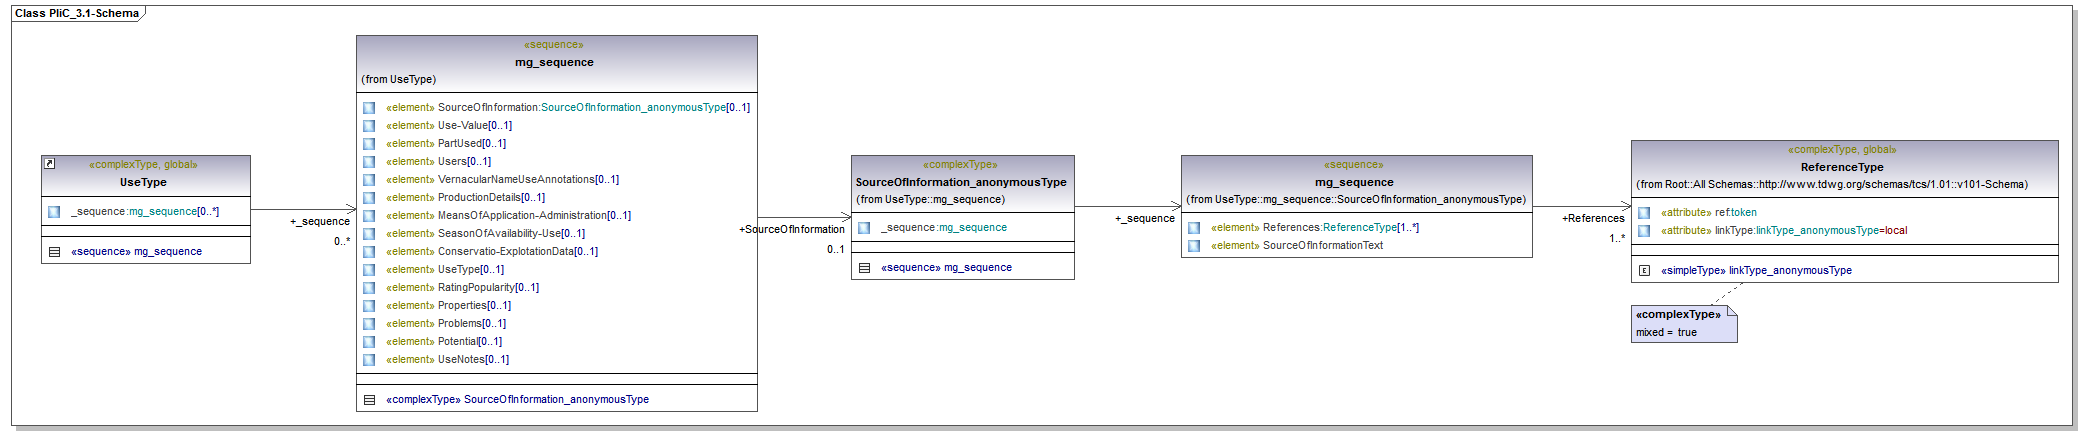 Class PliC_3.1-Schema
«complexType, global»
UseType
_sequence:mg_sequence[0..*]
«sequence» mg_sequence
+_sequence
0..*
«sequence»
mg_sequence
(from UseType)
«element» SourceOfInformation:SourceOfInformation_anonymousType[0..1]
«element» Use-Value[0..1]
«element» PartUsed[0..1]
«element» Users[0..1]
«element» VernacularNameUseAnnotations[0..1]
«element» ProductionDetails[0..1]
«element» MeansOfApplication-Administration[0..1]
«element» SeasonOfAvailability-Use[0..1]
«element» Conservatio-ExplotationData[0..1]
«element» UseType[0..1]
«element» RatingPopularity[0..1]
«element» Properties[0..1]
«element» Problems[0..1]
«element» Potential[0..1]
«element» UseNotes[0..1]
«complexType» SourceOfInformation_anonymousType
+SourceOfInformation
0..1
«complexType»
SourceOfInformation_anonymousType
(from UseType::mg_sequence)
_sequence:mg_sequence
«sequence» mg_sequence
+_sequence
«sequence»
mg_sequence
(from UseType::mg_sequence::SourceOfInformation_anonymousType)
«element» References:ReferenceType[1..*]
«element» SourceOfInformationText
+References
1..*
«complexType, global»
ReferenceType
(from Root::All Schemas::http://www.tdwg.org/schemas/tcs/1.01::v101-Schema)
«attribute» ref:token
«attribute» linkType:linkType_anonymousType=local
«simpleType» linkType_anonymousType
«complexType»
mixed = true